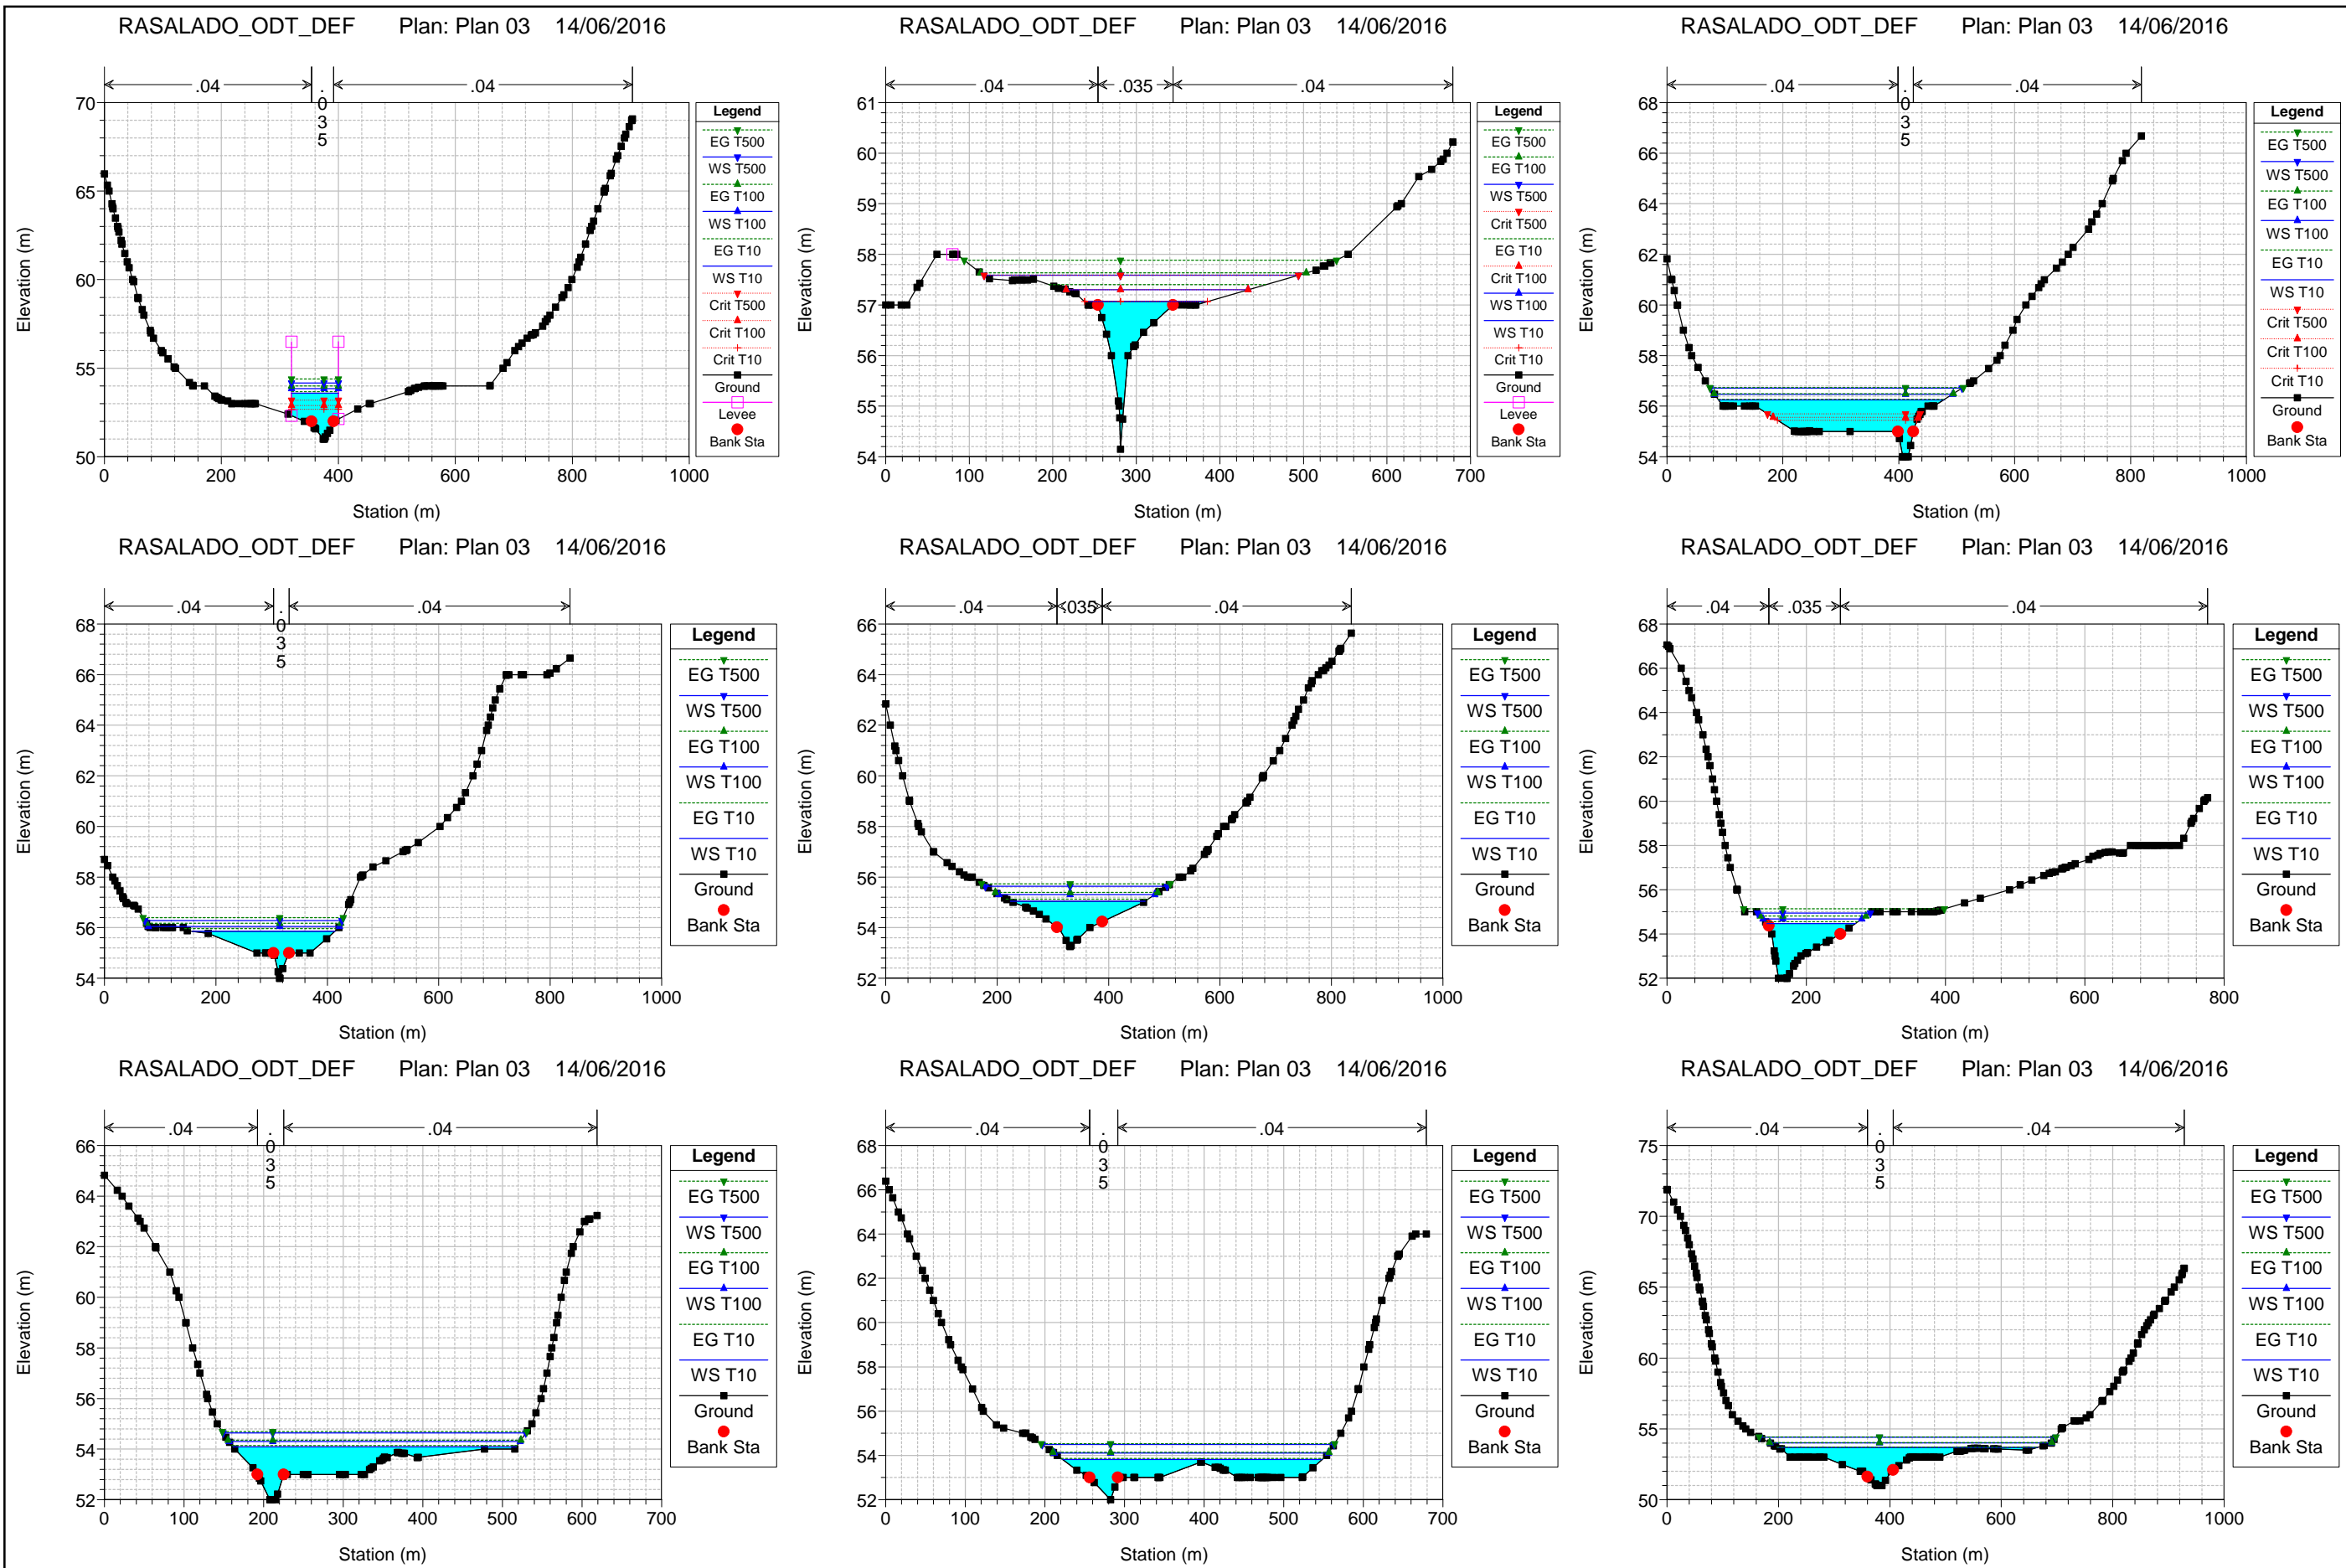 RASALADO_ODT_DEF Plan: Plan 03 14/06/2016
.04 .035 .04
Elevation (m)
70
65
60
55
50
0 200 400 600 800 1000
Station (m)
Legend
EG T500
WS T500
EG T100
WS T100
EG T10
WS T10
Crit T500
Crit T100
Crit T10
Ground
Levee
Bank Sta
RASALADO_ODT_DEF Plan: Plan 03 14/06/2016
.04 .035 .04
Elevation (m)
61
60
59
58
57
56
55
54
0 100 200 300 400 500 600 700
Station (m)
Legend
EG T500
EG T100
WS T500
Crit T500
EG T10
Crit T100
WS T100
WS T10
Crit T10
Ground
Levee
Bank Sta
RASALADO_ODT_DEF Plan: Plan 03 14/06/2016
.04 .035 .04
Elevation (m)
68
66
64
62
60
58
56
54
0 200 400 600 800 1000
Station (m)
Legend
EG T500
WS T500
EG T100
WS T100
EG T10
WS T10
Crit T500
Crit T100
Crit T10
Ground
Bank Sta
RASALADO_ODT_DEF Plan: Plan 03 14/06/2016
.04 .035 .04
Elevation (m)
68
66
64
62
60
58
56
54
0 200 400 600 800 1000
Station (m)
Legend
EG T500
WS T500
EG T100
WS T100
EG T10
WS T10
Ground
Bank Sta
RASALADO_ODT_DEF Plan: Plan 03 14/06/2016
.04 .035 .04
Elevation (m)
66
64
62
60
58
56
54
52
0 200 400 600 800 1000
Station (m)
Legend
EG T500
WS T500
EG T100
WS T100
EG T10
WS T10
Ground
Bank Sta
RASALADO_ODT_DEF Plan: Plan 03 14/06/2016
.04 .035 .04
Elevation (m)
68
66
64
62
60
58
56
54
52
0 200 400 600 800
Station (m)
Legend
EG T500
WS T500
EG T100
WS T100
EG T10
WS T10
Ground
Bank Sta
RASALADO_ODT_DEF Plan: Plan 03 14/06/2016
.04 .035 .04
Elevation (m)
66
64
62
60
58
56
54
52
0 100 200 300 400 500 600 700
Station (m)
Legend
EG T500
WS T500
EG T100
WS T100
EG T10
WS T10
Ground
Bank Sta
RASALADO_ODT_DEF Plan: Plan 03 14/06/2016
.04 .035 .04
Elevation (m)
68
66
64
62
60
58
56
54
52
0 100 200 300 400 500 600 700
Station (m)
Legend
EG T500
WS T500
EG T100
WS T100
EG T10
WS T10
Ground
Bank Sta
RASALADO_ODT_DEF Plan: Plan 03 14/06/2016
.04 .035 .04
Elevation (m)
75
70
65
60
55
50
0 200 400 600 800 1000
Station (m)
Legend
EG T500
WS T500
EG T100
WS T100
EG T10
WS T10
Ground
Bank Sta